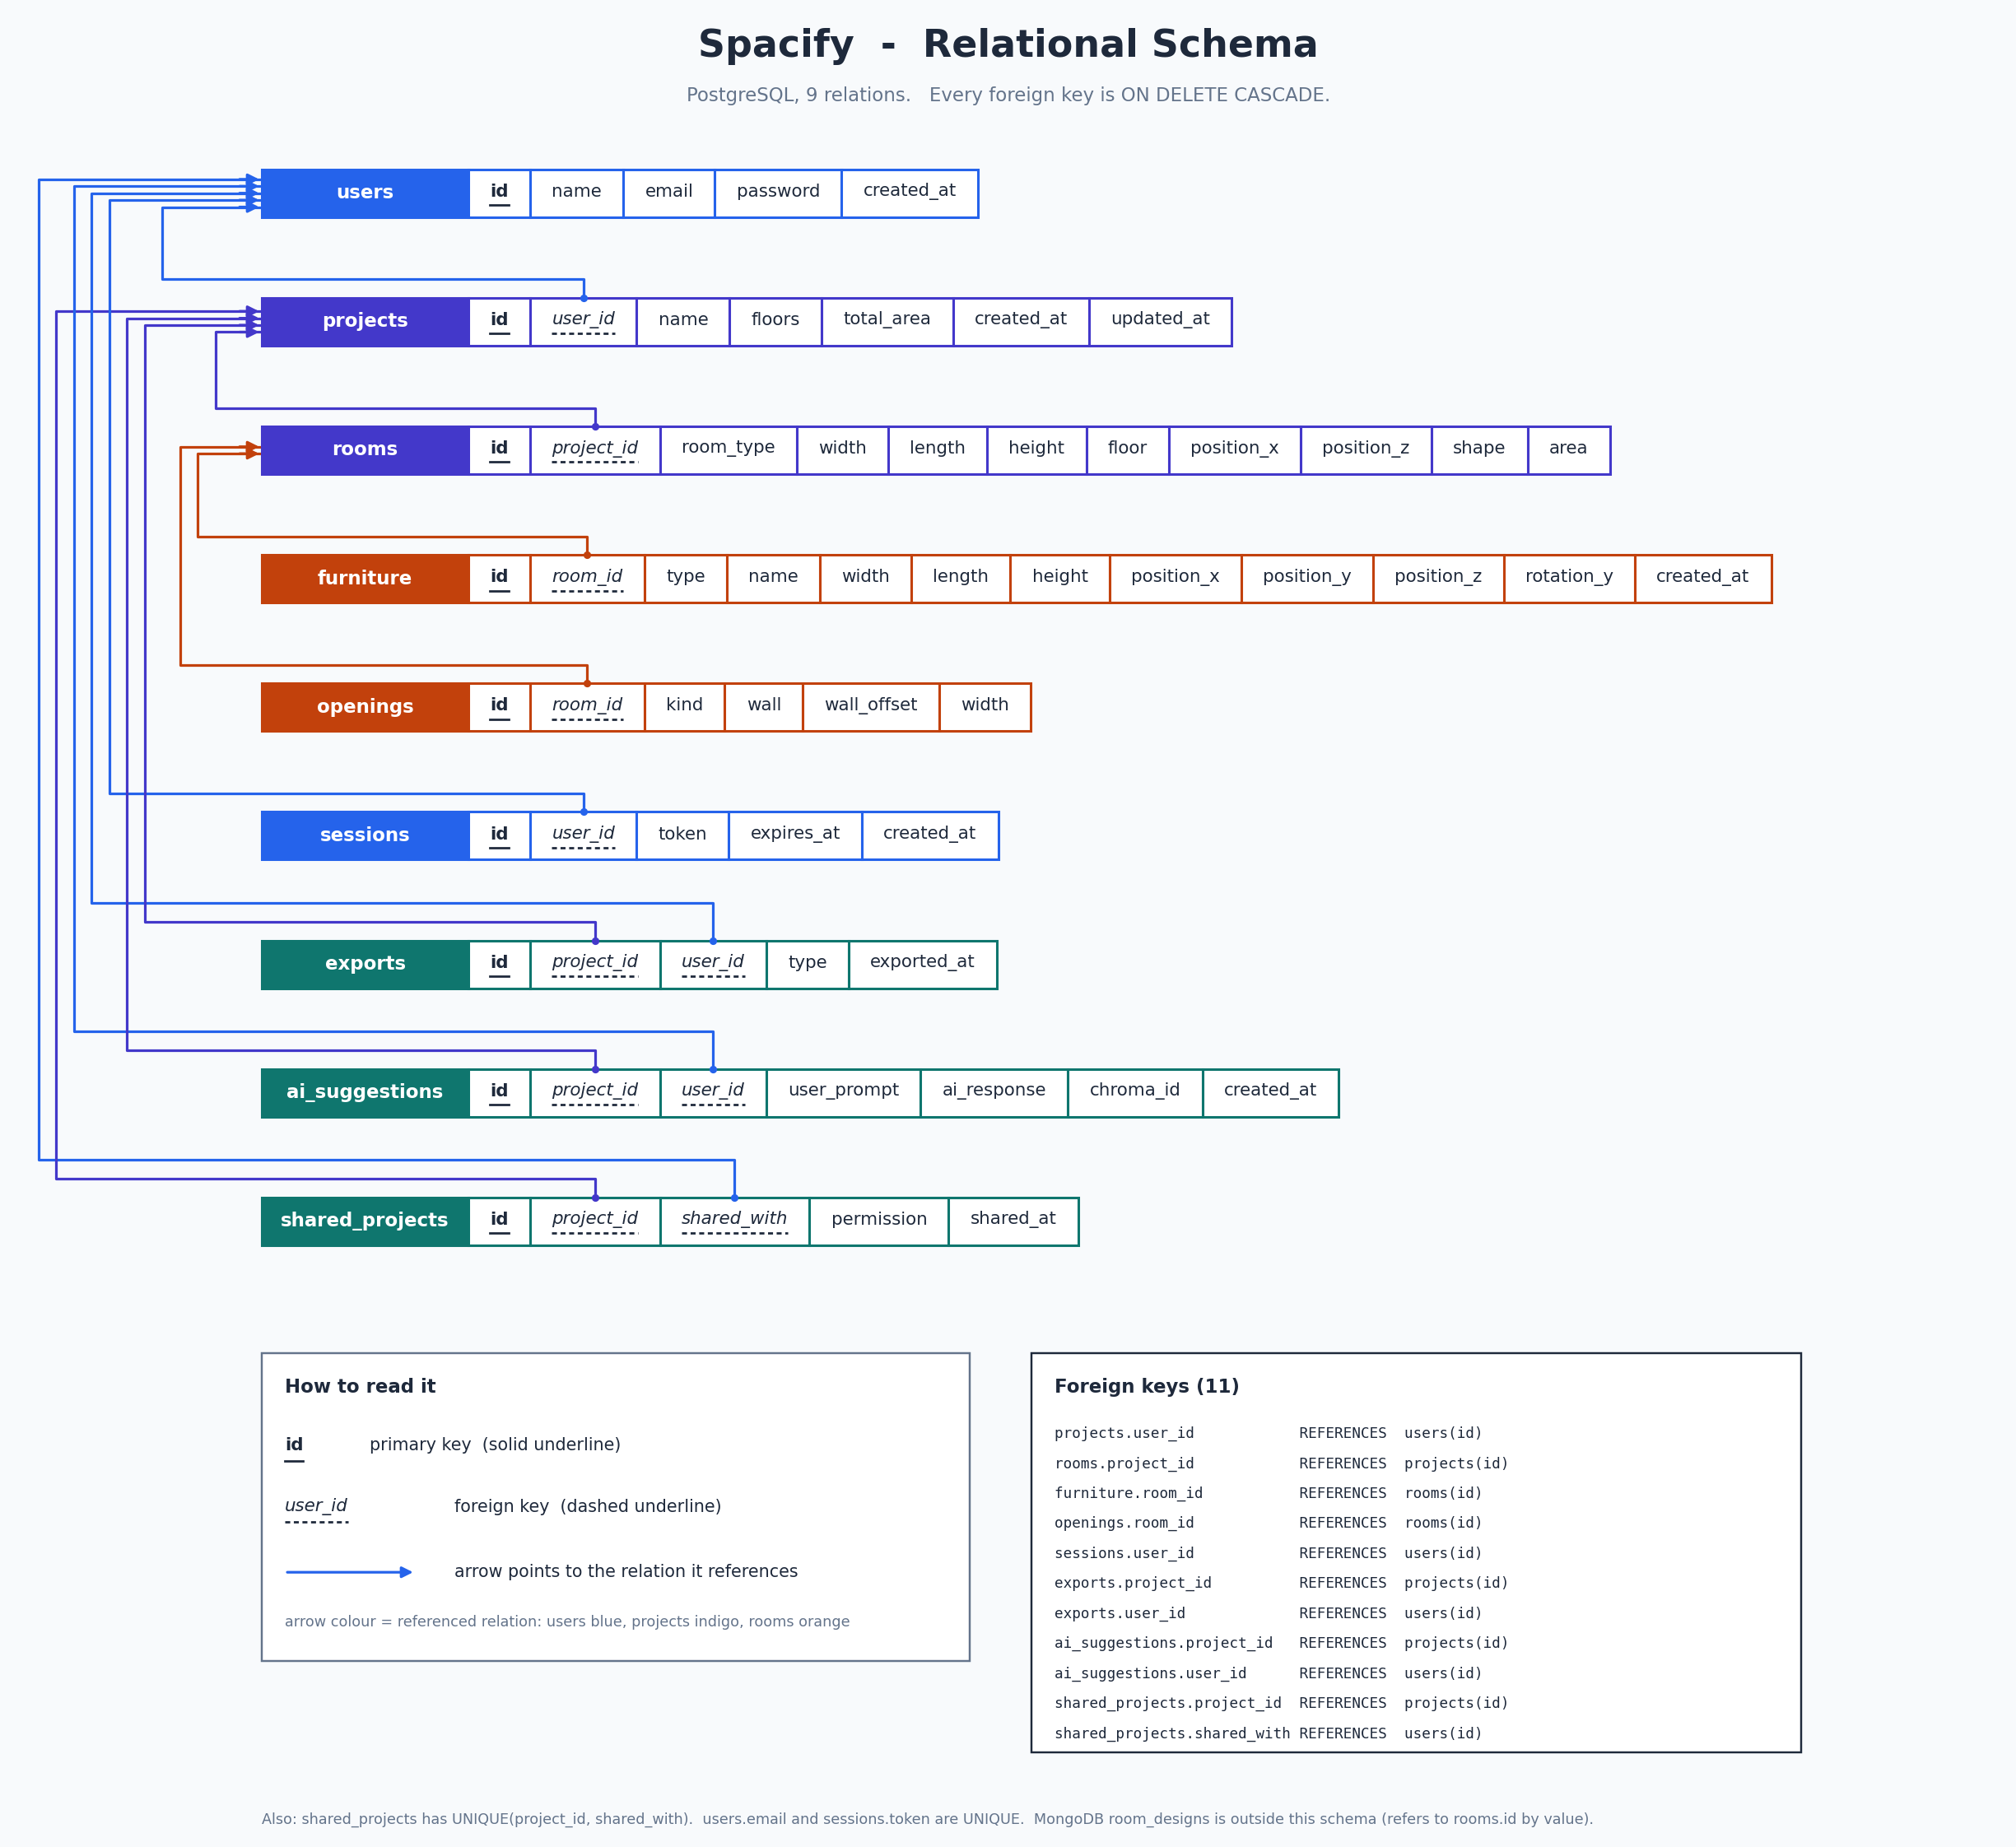 Spacify - Relational Schema
PostgreSQL, 9 relations. Every foreign key is ON DELETE CASCADE.
users id name email password created_at
projects id user_id name floors total_area created_at updated_at
rooms id project_id room_type width length height floor position_x position_z shape area
furniture id room_id type name width length height position_x position_y position_z rotation_y created_at
openings id room_id kind wall wall_offset width
sessions id user_id token expires_at created_at
exports id project_id user_id type exported_at
ai_suggestions id project_id user_id user_prompt ai_response chroma_id created_at
shared_projects id project_id shared_with permission shared_at
How to read it
id primary key (solid underline)
user_id foreign key (dashed underline)
arrow points to the relation it references
arrow colour = referenced relation: users blue, projects indigo, rooms orange
Foreign keys (11)
projects.user_id REFERENCES users(id)
rooms.project_id REFERENCES projects(id)
furniture.room_id REFERENCES rooms(id)
openings.room_id REFERENCES rooms(id)
sessions.user_id REFERENCES users(id)
exports.project_id REFERENCES projects(id)
exports.user_id REFERENCES users(id)
ai_suggestions.project_id REFERENCES projects(id)
ai_suggestions.user_id REFERENCES users(id)
shared_projects.project_id REFERENCES projects(id)
shared_projects.shared_with REFERENCES users(id)
Also: shared_projects has UNIQUE(project_id, shared_with). users.email and sessions.token are UNIQUE. MongoDB room_designs is outside this schema (refers to rooms.id by value).